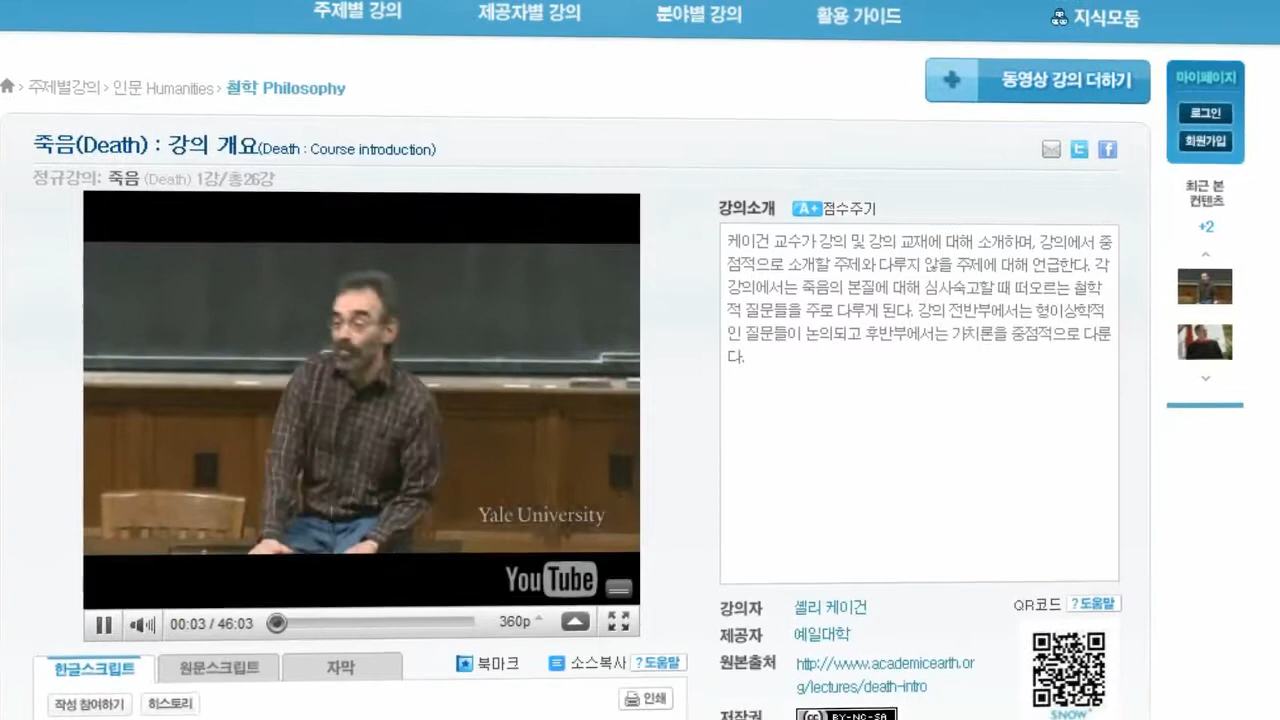 주제별 강의 제공자별 강의 분야별 강의 활용 가이드 지식모둠
주제별강의 > 인문 Humanities > 철학 Philosophy
동영상 강의 더하기
마이페이지
로그인
회원가입
죽음(Death) : 강의 개요(Death : Course introduction)
정규강의: 죽음 (Death) 1강/총26강
최근 본
컨텐츠
+2
강의소개 A+ 점수주기
케이건 교수가 강의 및 강의 교재에 대해 소개하며, 강의에서 중
점적으로 소개할 주제와 다루지 않을 주제에 대해 언급한다. 각
강의에서는 죽음의 본질에 대해 심사숙고할 때 떠오르는 철학
적 질문들을 주로 다루게 된다. 강의 전반부에서는 형이상학적
인 질문들이 논의되고 후반부에서는 가치론을 중점적으로 다룬
다.
Yale University
YouTube
00:03 / 46:03 360p
강의자 셸리 케이건
제공자 예일대학
원본출처 http://www.academicearth.or
g/lectures/death-intro
저작권 (cc) BY-NC-SA
QR코드 ?도움말
SNOW
한글스크립트 원문스크립트 자막 북마크 소스복사 ?도움말
작성 참여하기 히스토리 인쇄